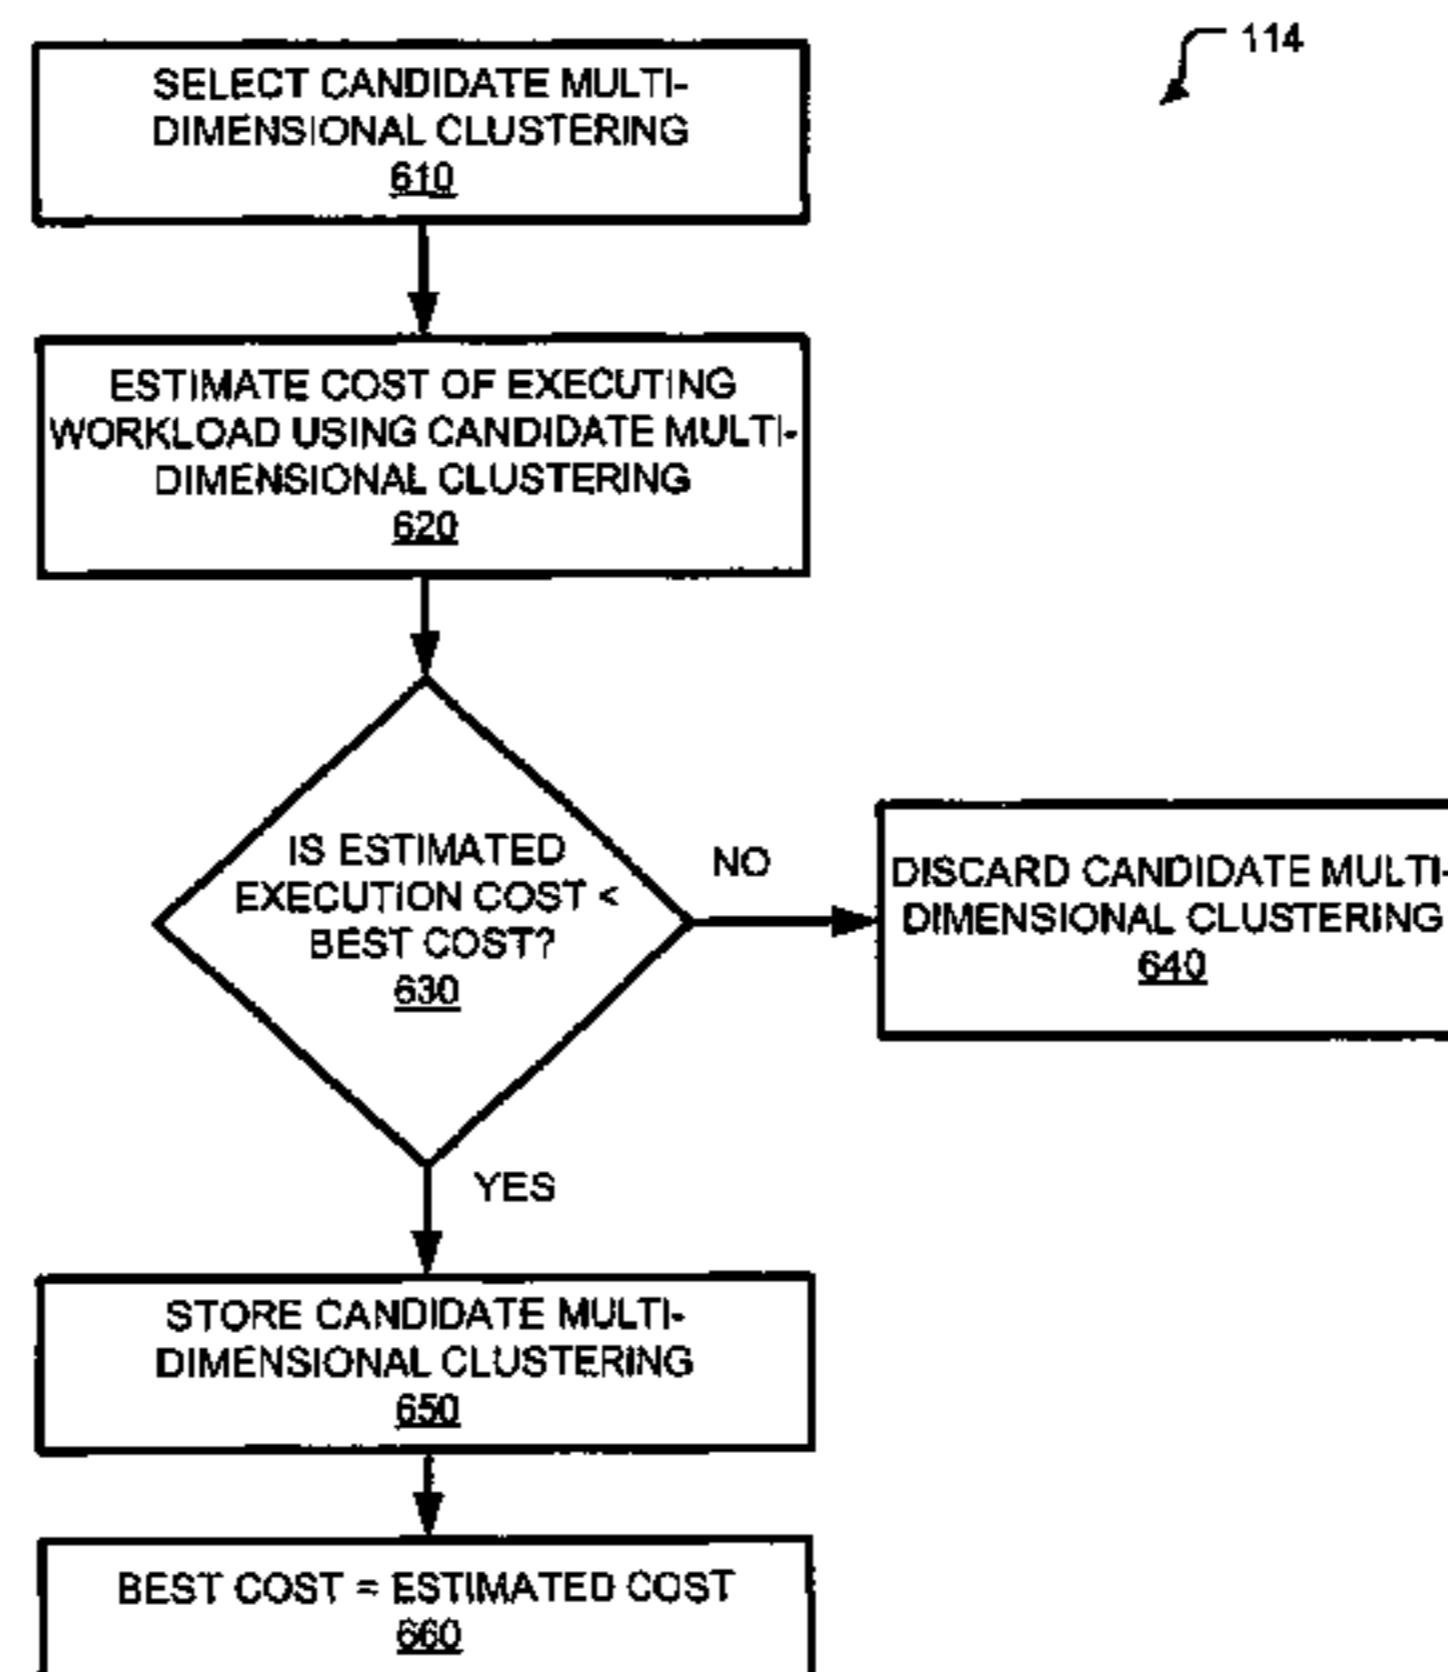 114
SELECT CANDIDATE MULTI-
DIMENSIONAL CLUSTERING
610
ESTIMATE COST OF EXECUTING
WORKLOAD USING CANDIDATE MULTI-
DIMENSIONAL CLUSTERING
620
IS ESTIMATED
EXECUTION COST <
BEST COST?
630
NO
DISCARD CANDIDATE MULTI-
DIMENSIONAL CLUSTERING
640
YES
STORE CANDIDATE MULTI-
DIMENSIONAL CLUSTERING
650
BEST COST = ESTIMATED COST
660